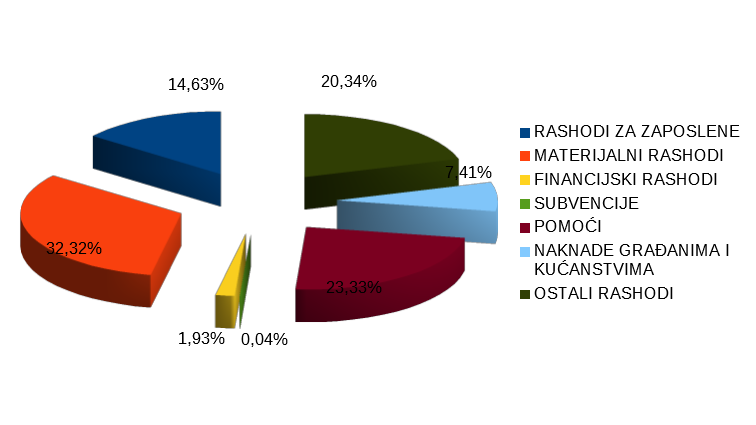 14,63%
20,34%
7,41%
32,32%
23,33%
1,93%
0,04%
RASHODI ZA ZAPOSLENE
MATERIJALNI RASHODI
FINANCIJSKI RASHODI
SUBVENCIJE
POMOĆI
NAKNADE GRAĐANIMA I
KUĆANSTVIMA
OSTALI RASHODI